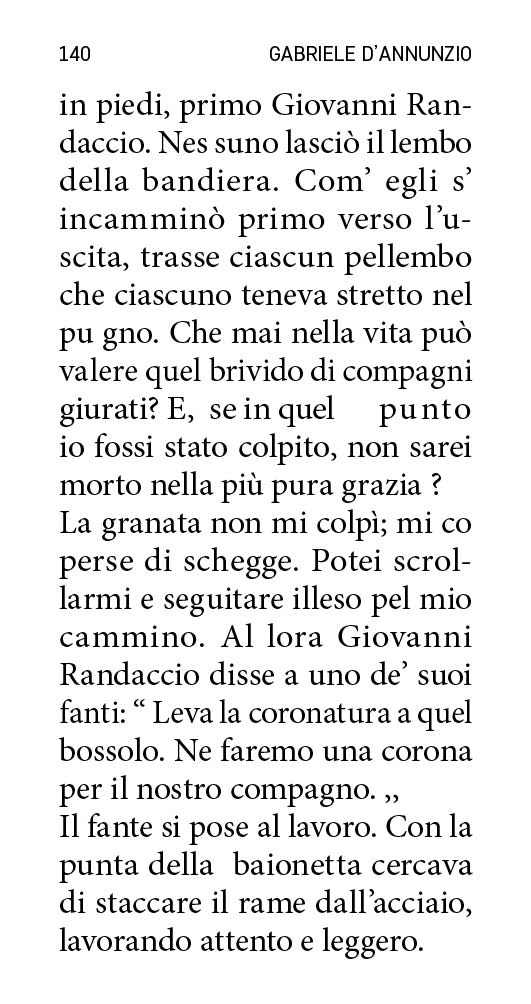 140 GABRIELE D’ANNUNZIO
in piedi, primo Giovanni Ran-
daccio. Nes suno lasciò il lembo
della bandiera. Com’ egli s’
incamminò primo verso l’u-
scita, trasse ciascun pellembo
che ciascuno teneva stretto nel
pu gno. Che mai nella vita può
valere quel brivido di compagni
giurati? E, se in quel punto
io fossi stato colpito, non sarei
morto nella più pura grazia ?
La granata non mi colpì; mi co
perse di schegge. Potei scrol-
larmi e seguitare illeso pel mio
cammino. Al lora Giovanni
Randaccio disse a uno de’ suoi
fanti: “ Leva la coronatura a quel
bossolo. Ne faremo una corona
per il nostro compagno. ,,
Il fante si pose al lavoro. Con la
punta della baionetta cercava
di staccare il rame dall’acciaio,
lavorando attento e leggero.